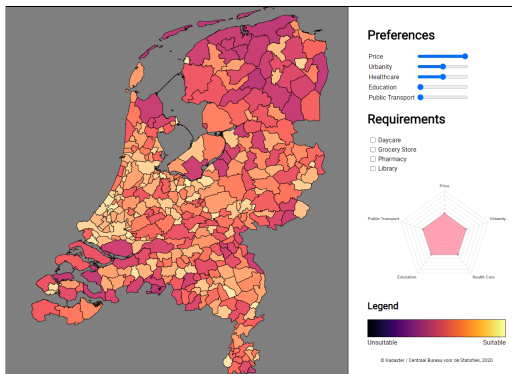 Preferences
Price
Urbanity
Healthcare
Education
Public Transport
Requirements
Daycare
Grocery Store
Pharmacy
Library
Price
Public Transport
Urbanity
Education
Health Care
Legend
Unsuitable
Suitable
© Kadaster / Centraal Bureau voor de Statistiek, 2020